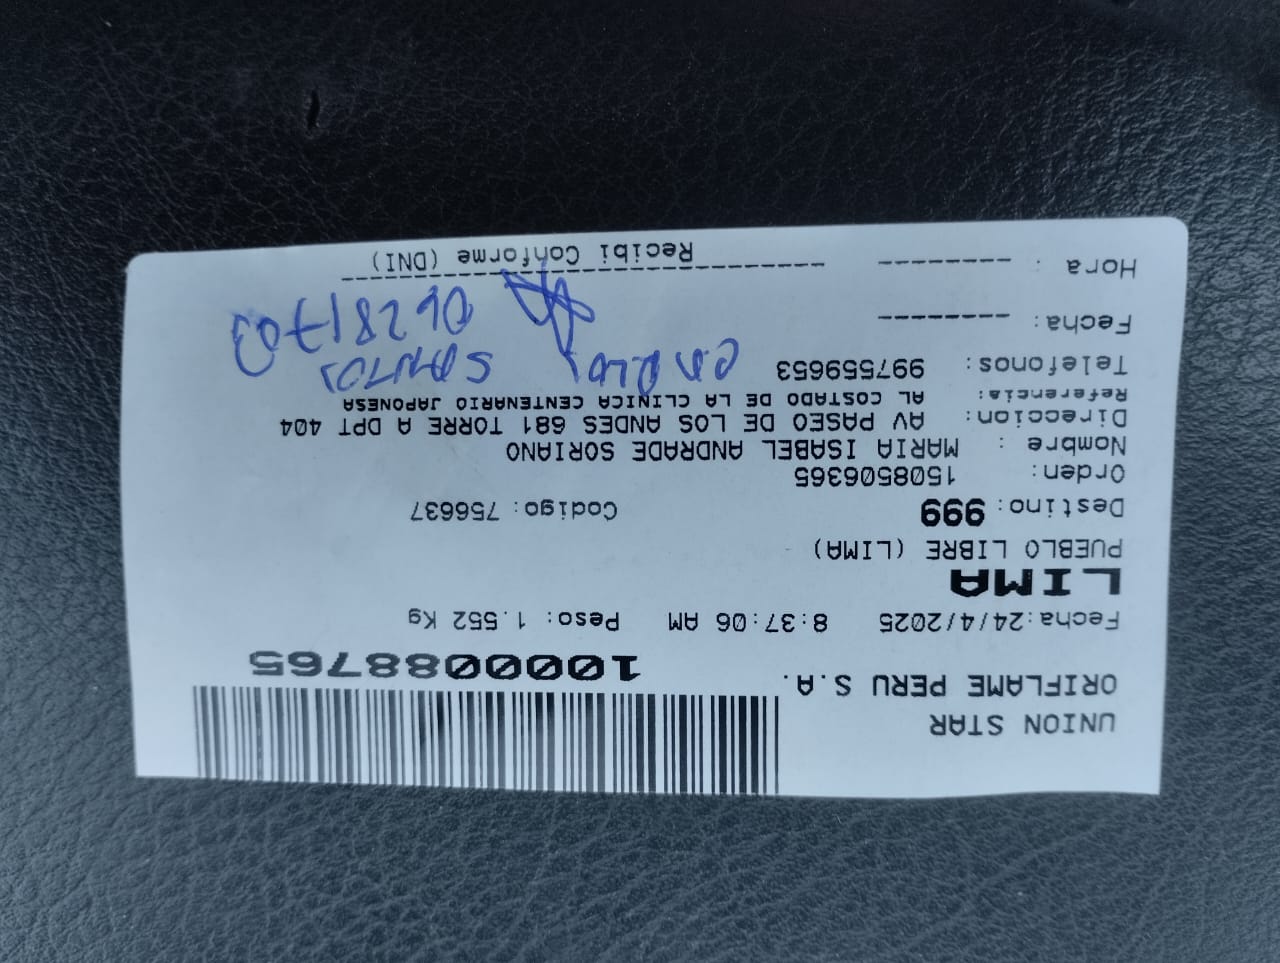 UNION STAR
ORIFLAME PERU S.A. 1000088765
Fecha:24/4/2025 8:37:06 AM Peso: 1.552 Kg
LIMA
PUEBLO LIBRE (LIMA)
Destino: 999 Codigo: 756637
Orden: 1508506365
Nombre : MARIA ISABEL ANDRADE SORIANO
Direccion: AV PASEO DE LOS ANDES 681 TORRE A DPT 404
Referencia: AL COSTADO DE LA CLINICA CENTENARIO JAPONESA
Telefonos: 997559653
SANTOS
Fecha:
06281703
Hora :
Recibi Conforme (DNI)